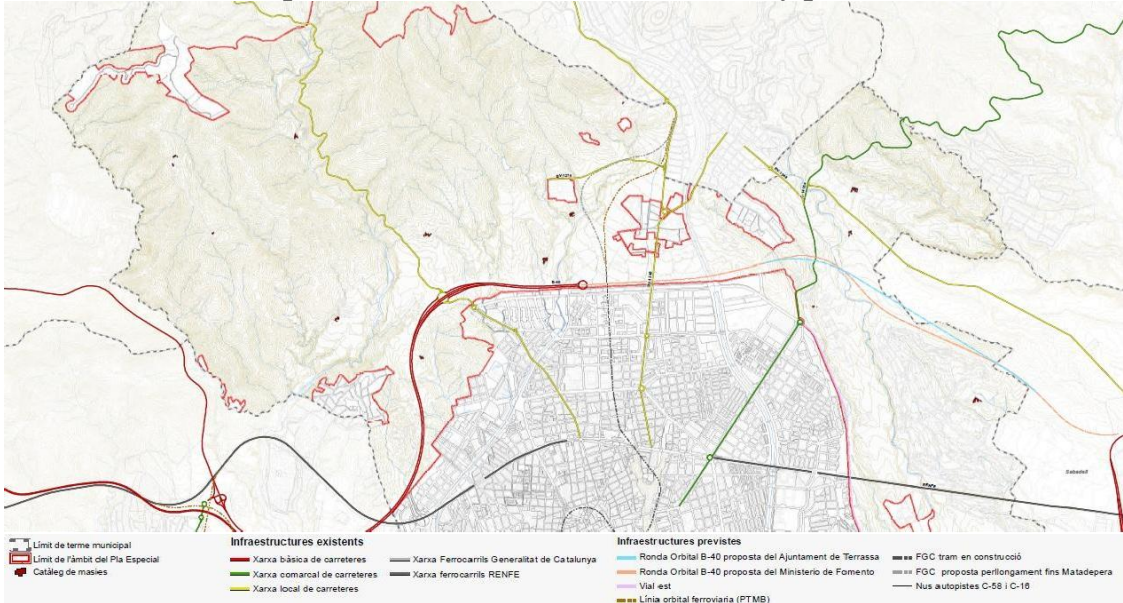 Sabadell
Límit de terme municipal
Límit de l'àmbit del Pla Especial
Catàleg de masies
Infraestructures existents
Xarxa bàsica de carreteres
Xarxa comarcal de carreteres
Xarxa local de carreteres
Xarxa Ferrocarrils Generalitat de Catalunya
Xarxa ferrocarrils RENFE
Infraestructures previstes
Ronda Orbital B-40 proposta del Ajuntament de Terrassa
Ronda Orbital B-40 proposta del Ministerio de Fomento
Vial est
Línia orbital ferroviaria (PTMB)
FGC tram en construcció
FGC proposta perllongament fins Matadepera
Nus autopistes C-58 i C-16